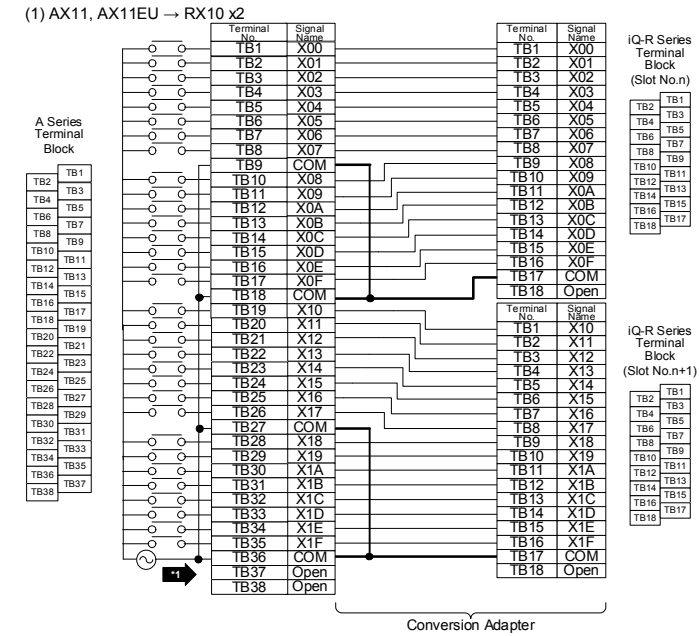 (1) AX11, AX11EU → RX10 x2
A Series
Terminal
Block
TB1
TB2
TB3
TB4
TB5
TB6
TB7
TB8
TB9
TB10
TB11
TB12
TB13
TB14
TB15
TB16
TB17
TB18
TB19
TB20
TB21
TB22
TB23
TB24
TB25
TB26
TB27
TB28
TB29
TB30
TB31
TB32
TB33
TB34
TB35
TB36
TB37
TB38
*1
Terminal No. Signal Name
TB1 X00
TB2 X01
TB3 X02
TB4 X03
TB5 X04
TB6 X05
TB7 X06
TB8 X07
TB9 COM
TB10 X08
TB11 X09
TB12 X0A
TB13 X0B
TB14 X0C
TB15 X0D
TB16 X0E
TB17 X0F
TB18 COM
TB19 X10
TB20 X11
TB21 X12
TB22 X13
TB23 X14
TB24 X15
TB25 X16
TB26 X17
TB27 COM
TB28 X18
TB29 X19
TB30 X1A
TB31 X1B
TB32 X1C
TB33 X1D
TB34 X1E
TB35 X1F
TB36 COM
TB37 Open
TB38 Open
Terminal No. Signal Name
TB1 X00
TB2 X01
TB3 X02
TB4 X03
TB5 X04
TB6 X05
TB7 X06
TB8 X07
TB9 X08
TB10 X09
TB11 X0A
TB12 X0B
TB13 X0C
TB14 X0D
TB15 X0E
TB16 X0F
TB17 COM
TB18 Open
Terminal No. Signal Name
TB1 X10
TB2 X11
TB3 X12
TB4 X13
TB5 X14
TB6 X15
TB7 X16
TB8 X17
TB9 X18
TB10 X19
TB11 X1A
TB12 X1B
TB13 X1C
TB14 X1D
TB15 X1E
TB16 X1F
TB17 COM
TB18 Open
iQ-R Series
Terminal
Block
(Slot No.n)
TB1
TB2
TB3
TB4
TB5
TB6
TB7
TB8
TB9
TB10
TB11
TB12
TB13
TB14
TB15
TB16
TB17
TB18
iQ-R Series
Terminal
Block
(Slot No.n+1)
TB1
TB2
TB3
TB4
TB5
TB6
TB7
TB8
TB9
TB10
TB11
TB12
TB13
TB14
TB15
TB16
TB17
TB18
Conversion Adapter